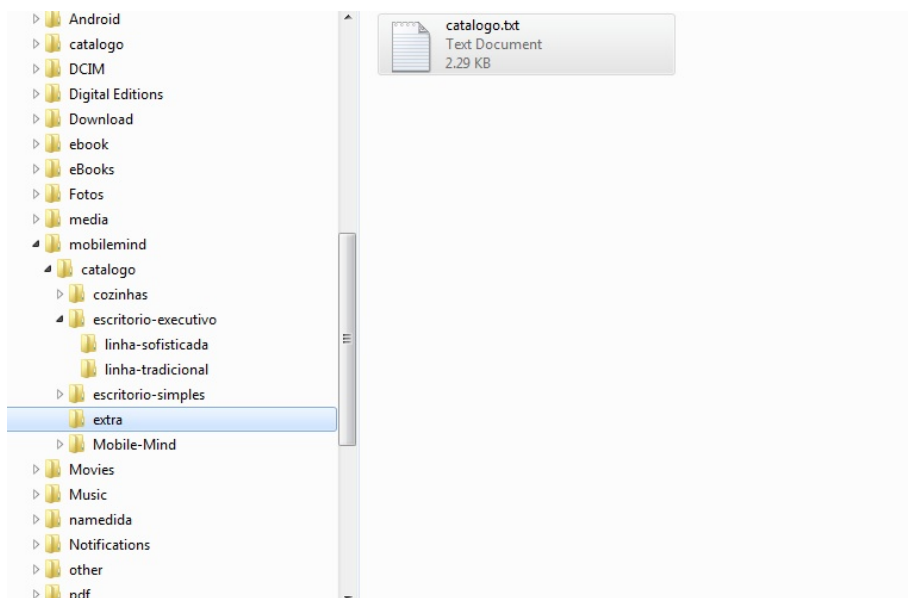 Android
catalogo
DCIM
Digital Editions
Download
ebook
eBooks
Fotos
media
mobilemind
catalogo
cozinhas
escritorio-executivo
linha-sofisticada
linha-tradicional
escritorio-simples
extra
Mobile-Mind
Movies
Music
namedida
Notifications
other
pdf
catalogo.txt
Text Document
2.29 KB